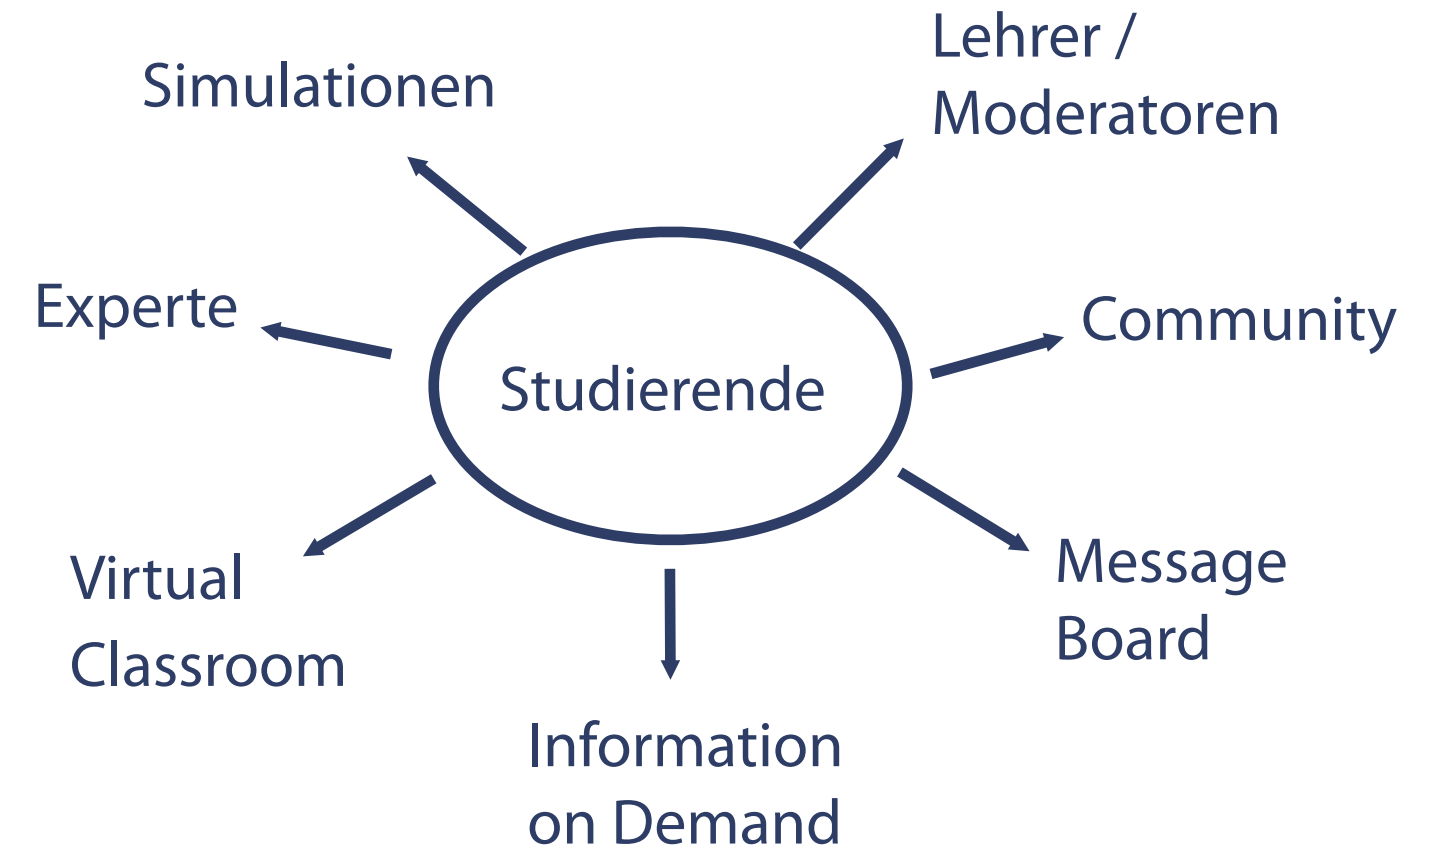 Lehrer /
Moderatoren
Simulationen
Experte
Community
Studierende
Virtual
Classroom
Message
Board
Information
on Demand